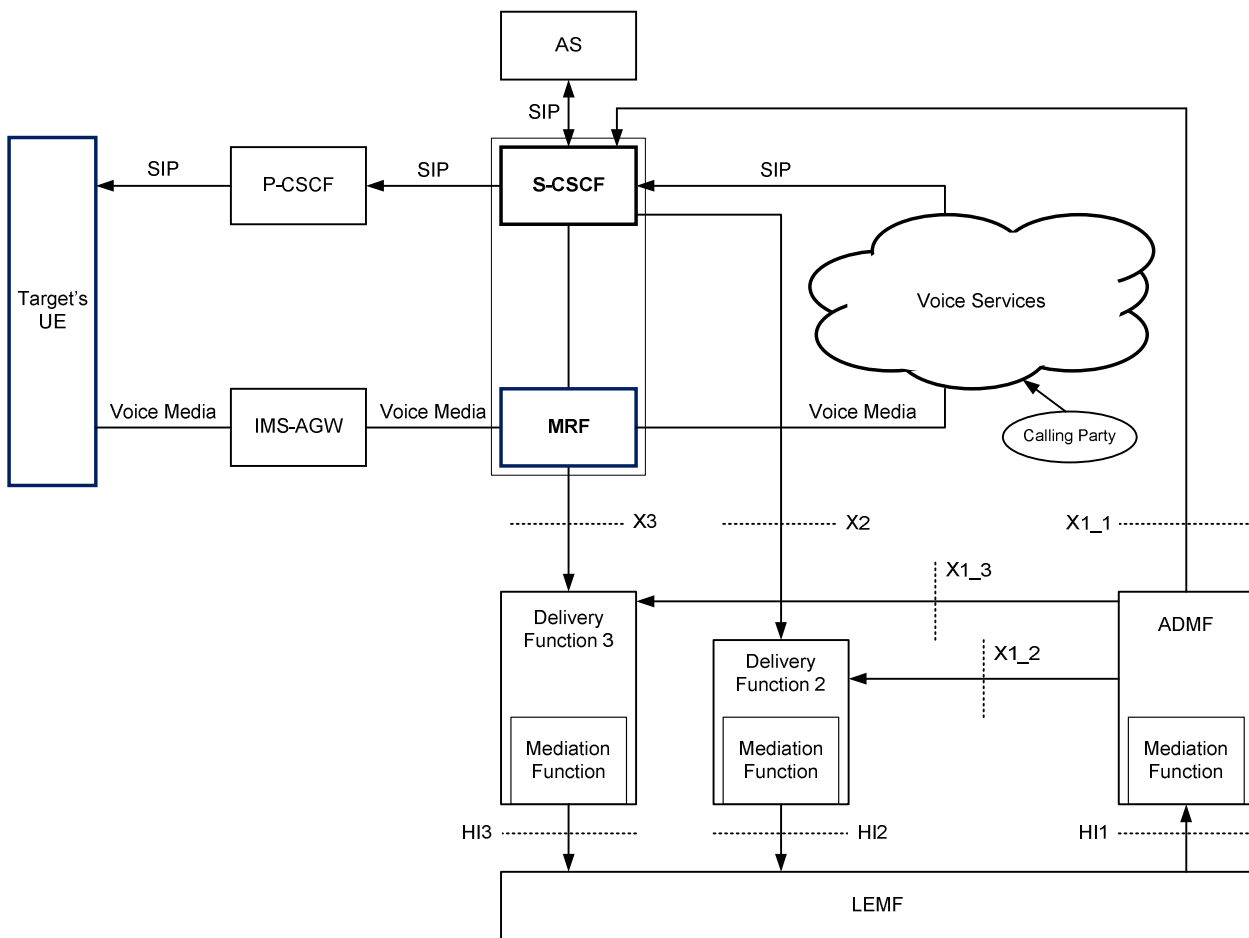 AS
SIP
SIP
P-CSCF
SIP
S-CSCF
SIP
Target's
UE
Voice Services
Voice Media
IMS-AGW
Voice Media
MRF
Voice Media
Calling Party
X3
X2
X1_1
X1_3
Delivery
Function 3
ADMF
X1_2
Delivery
Function 2
Mediation
Function
Mediation
Function
Mediation
Function
HI3
HI2
HI1
LEMF